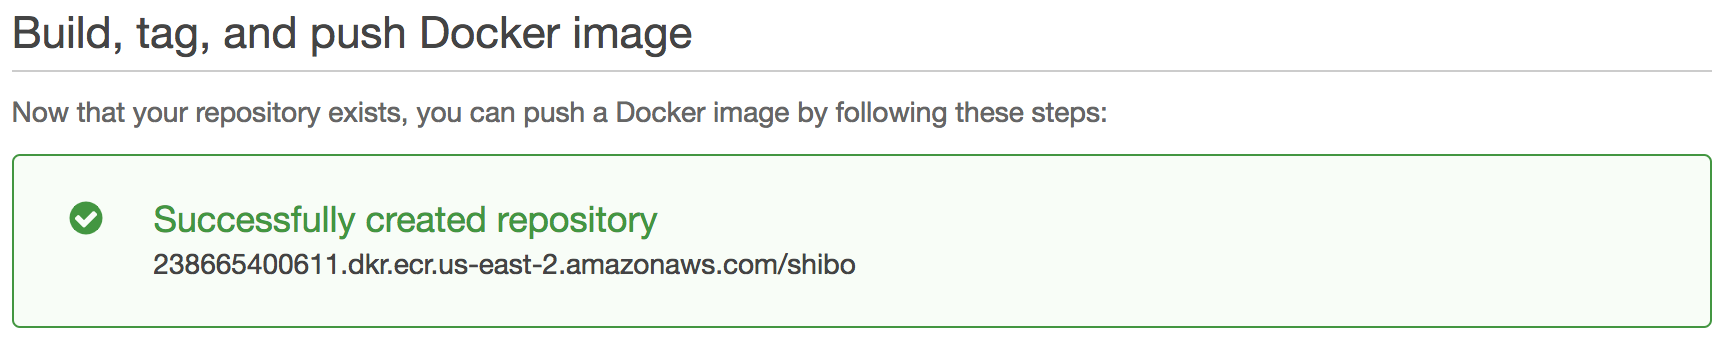 Build, tag, and push Docker image
Now that your repository exists, you can push a Docker image by following these steps:
Successfully created repository
238665400611.dkr.ecr.us-east-2.amazonaws.com/shibo